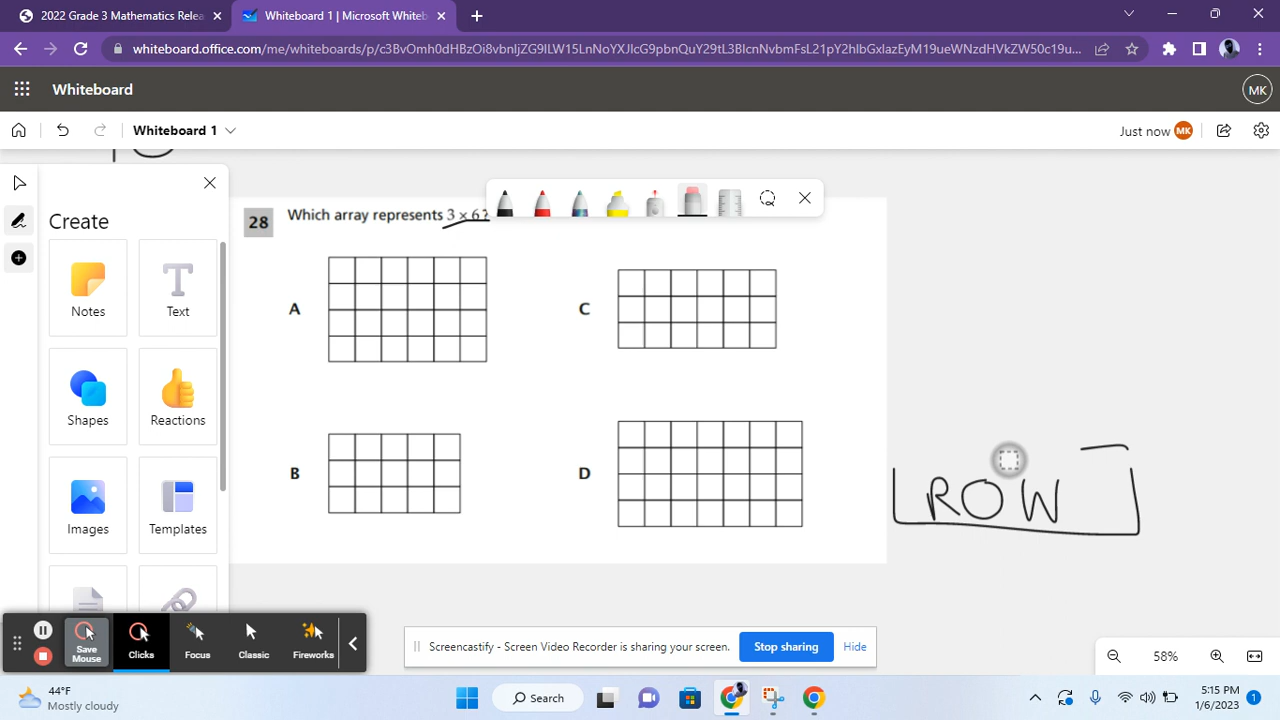 2022 Grade 3 Mathematics Relea
Whiteboard 1 | Microsoft Whiteb
whiteboard.office.com/me/whiteboards/p/
Whiteboard
MK
Whiteboard 1
Just now MK
Create
Notes
Text
Shapes
Reactions
Images
Templates
28 Which array represents 3 × 6?
A
C
B
D
ROW
Save Mouse
Clicks
Focus
Classic
Fireworks
Screencastify - Screen Video Recorder is sharing your screen.
Stop sharing
Hide
58%
44°F
Mostly cloudy
Search
5:15 PM
1/6/2023
1